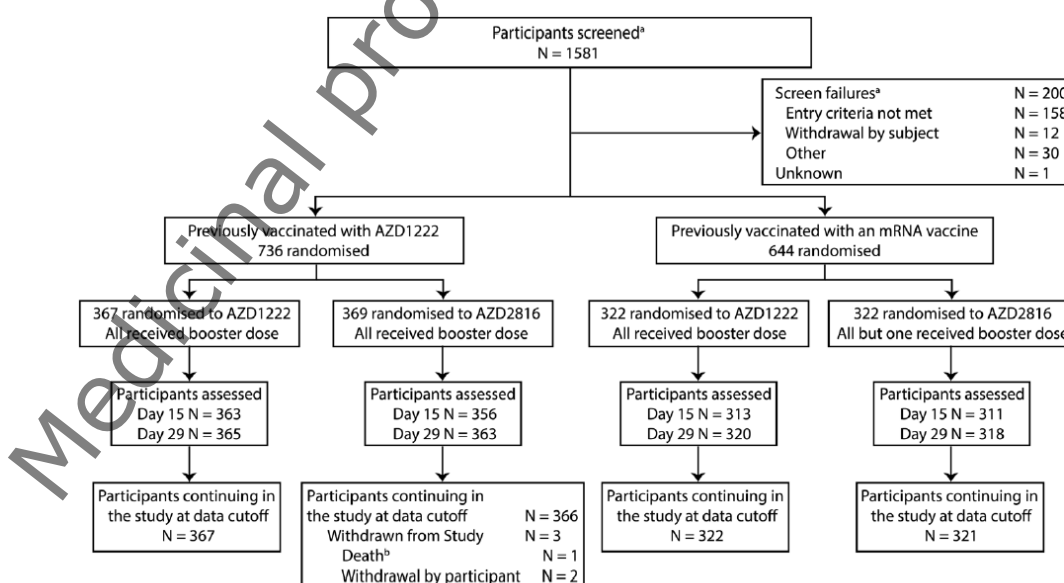 Medicinal pro
Participants screenedᵃ
N = 1581
Screen failuresᵃ N = 200
Entry criteria not met N = 158
Withdrawal by subject N = 12
Other N = 30
Unknown N = 1
Previously vaccinated with AZD1222
736 randomised
Previously vaccinated with an mRNA vaccine
644 randomised
367 randomised to AZD1222
All received booster dose
369 randomised to AZD2816
All received booster dose
322 randomised to AZD1222
All received booster dose
322 randomised to AZD2816
All but one received booster dose
Participants assessed
Day 15 N = 363
Day 29 N = 365
Participants assessed
Day 15 N = 356
Day 29 N = 363
Participants assessed
Day 15 N = 313
Day 29 N = 320
Participants assessed
Day 15 N = 311
Day 29 N = 318
Participants continuing in
the study at data cutoff
N = 367
Participants continuing in
the study at data cutoff N = 366
Withdrawn from Study N = 3
Deathᵇ N = 1
Withdrawal by participant N = 2
Participants continuing in
the study at data cutoff
N = 322
Participants continuing in
the study at data cutoff
N = 321